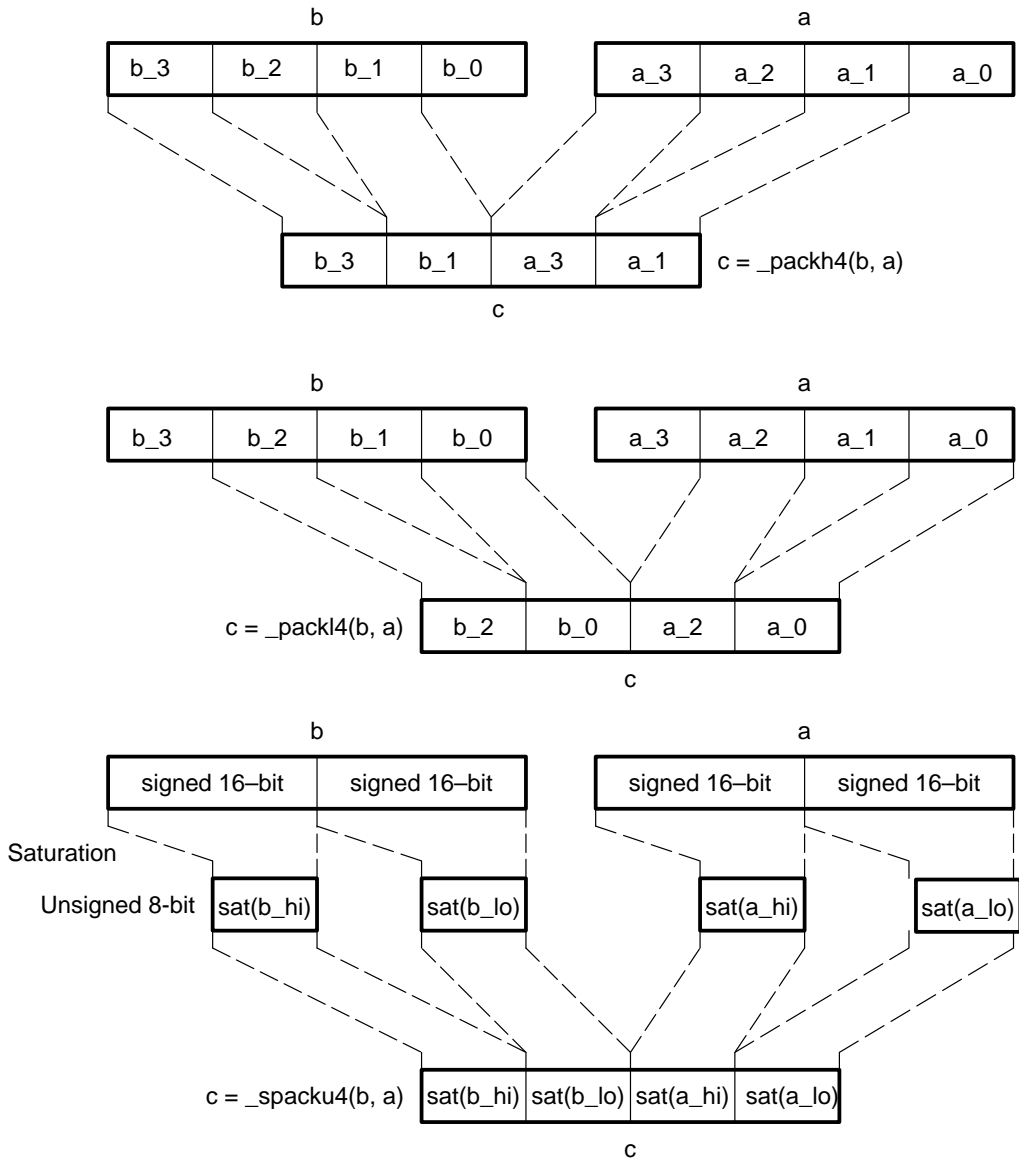 b a
b_3 b_2 b_1 b_0 a_3 a_2 a_1 a_0
b_3 b_1 a_3 a_1 c = _packh4(b, a)
c
b a
b_3 b_2 b_1 b_0 a_3 a_2 a_1 a_0
c = _packl4(b, a) b_2 b_0 a_2 a_0
c
b a
signed 16–bit signed 16–bit signed 16–bit signed 16–bit
Saturation
Unsigned 8-bit sat(b_hi) sat(b_lo) sat(a_hi) sat(a_lo)
c = _spacku4(b, a) sat(b_hi) sat(b_lo) sat(a_hi) sat(a_lo)
c